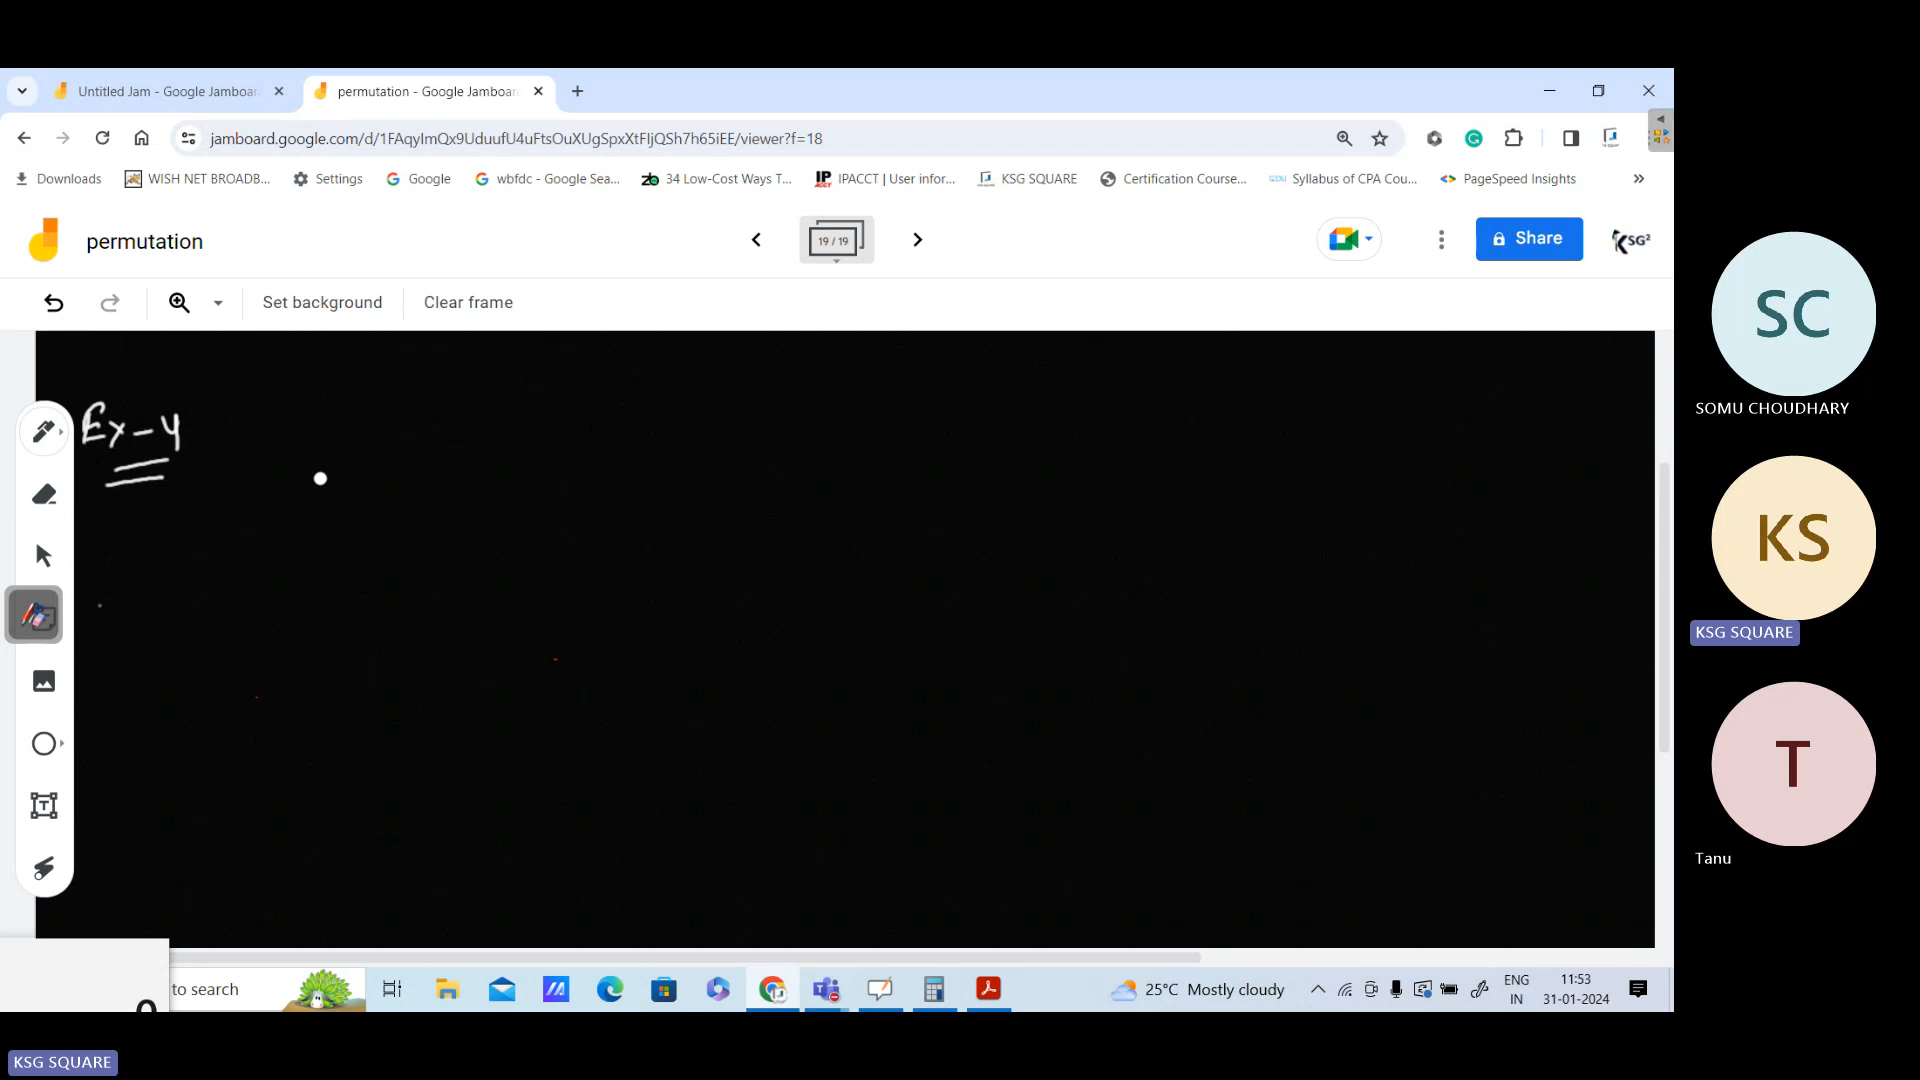 Untitled Jam - Google Jamboar
permutation - Google Jamboar
jamboard.google.com/d/1FAqyImQx9UduufU4uFtsOuXUgSpxXtFIjQSh7h65iEE/viewer?f=18
Downloads
WISH NET BROADB...
Settings
Google
wbfdc - Google Sea...
34 Low-Cost Ways T...
IPACCT | User infor...
KSG SQUARE
Certification Course...
Syllabus of CPA Cou...
PageSpeed Insights
permutation
19 / 19
Share
KSG²
Set background
Clear frame
Ex-4
SC
SOMU CHOUDHARY
KS
KSG SQUARE
T
Tanu
to search
25°C Mostly cloudy
ENG
IN
11:53
31-01-2024
KSG SQUARE